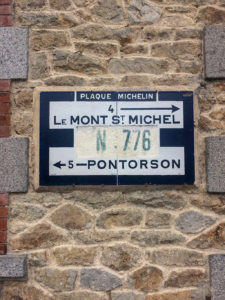 PLAQUE MICHELIN
4
LE MONT ST MICHEL
N 776
5 - PONTORSON